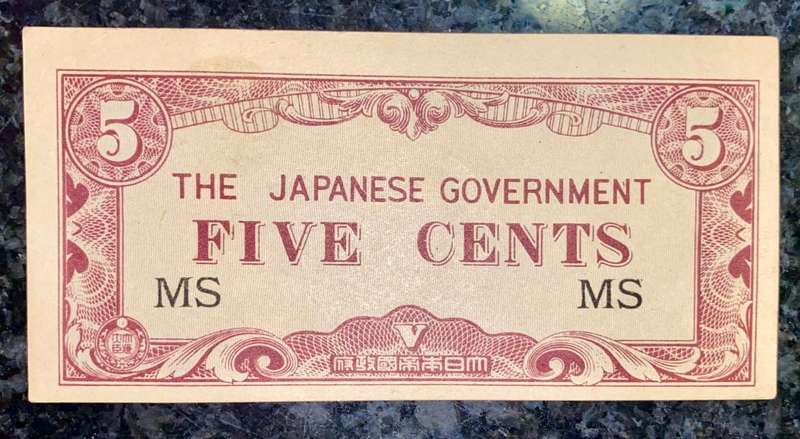 5 5
THE JAPANESE GOVERNMENT
FIVE CENTS
MS MS
V
大日本帝國政府